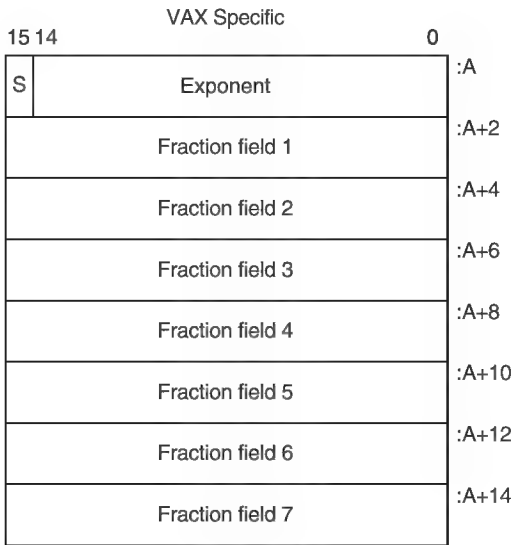 VAX Specific
15 14 0
S Exponent :A
Fraction field 1 :A+2
Fraction field 2 :A+4
Fraction field 3 :A+6
Fraction field 4 :A+8
Fraction field 5 :A+10
Fraction field 6 :A+12
Fraction field 7 :A+14